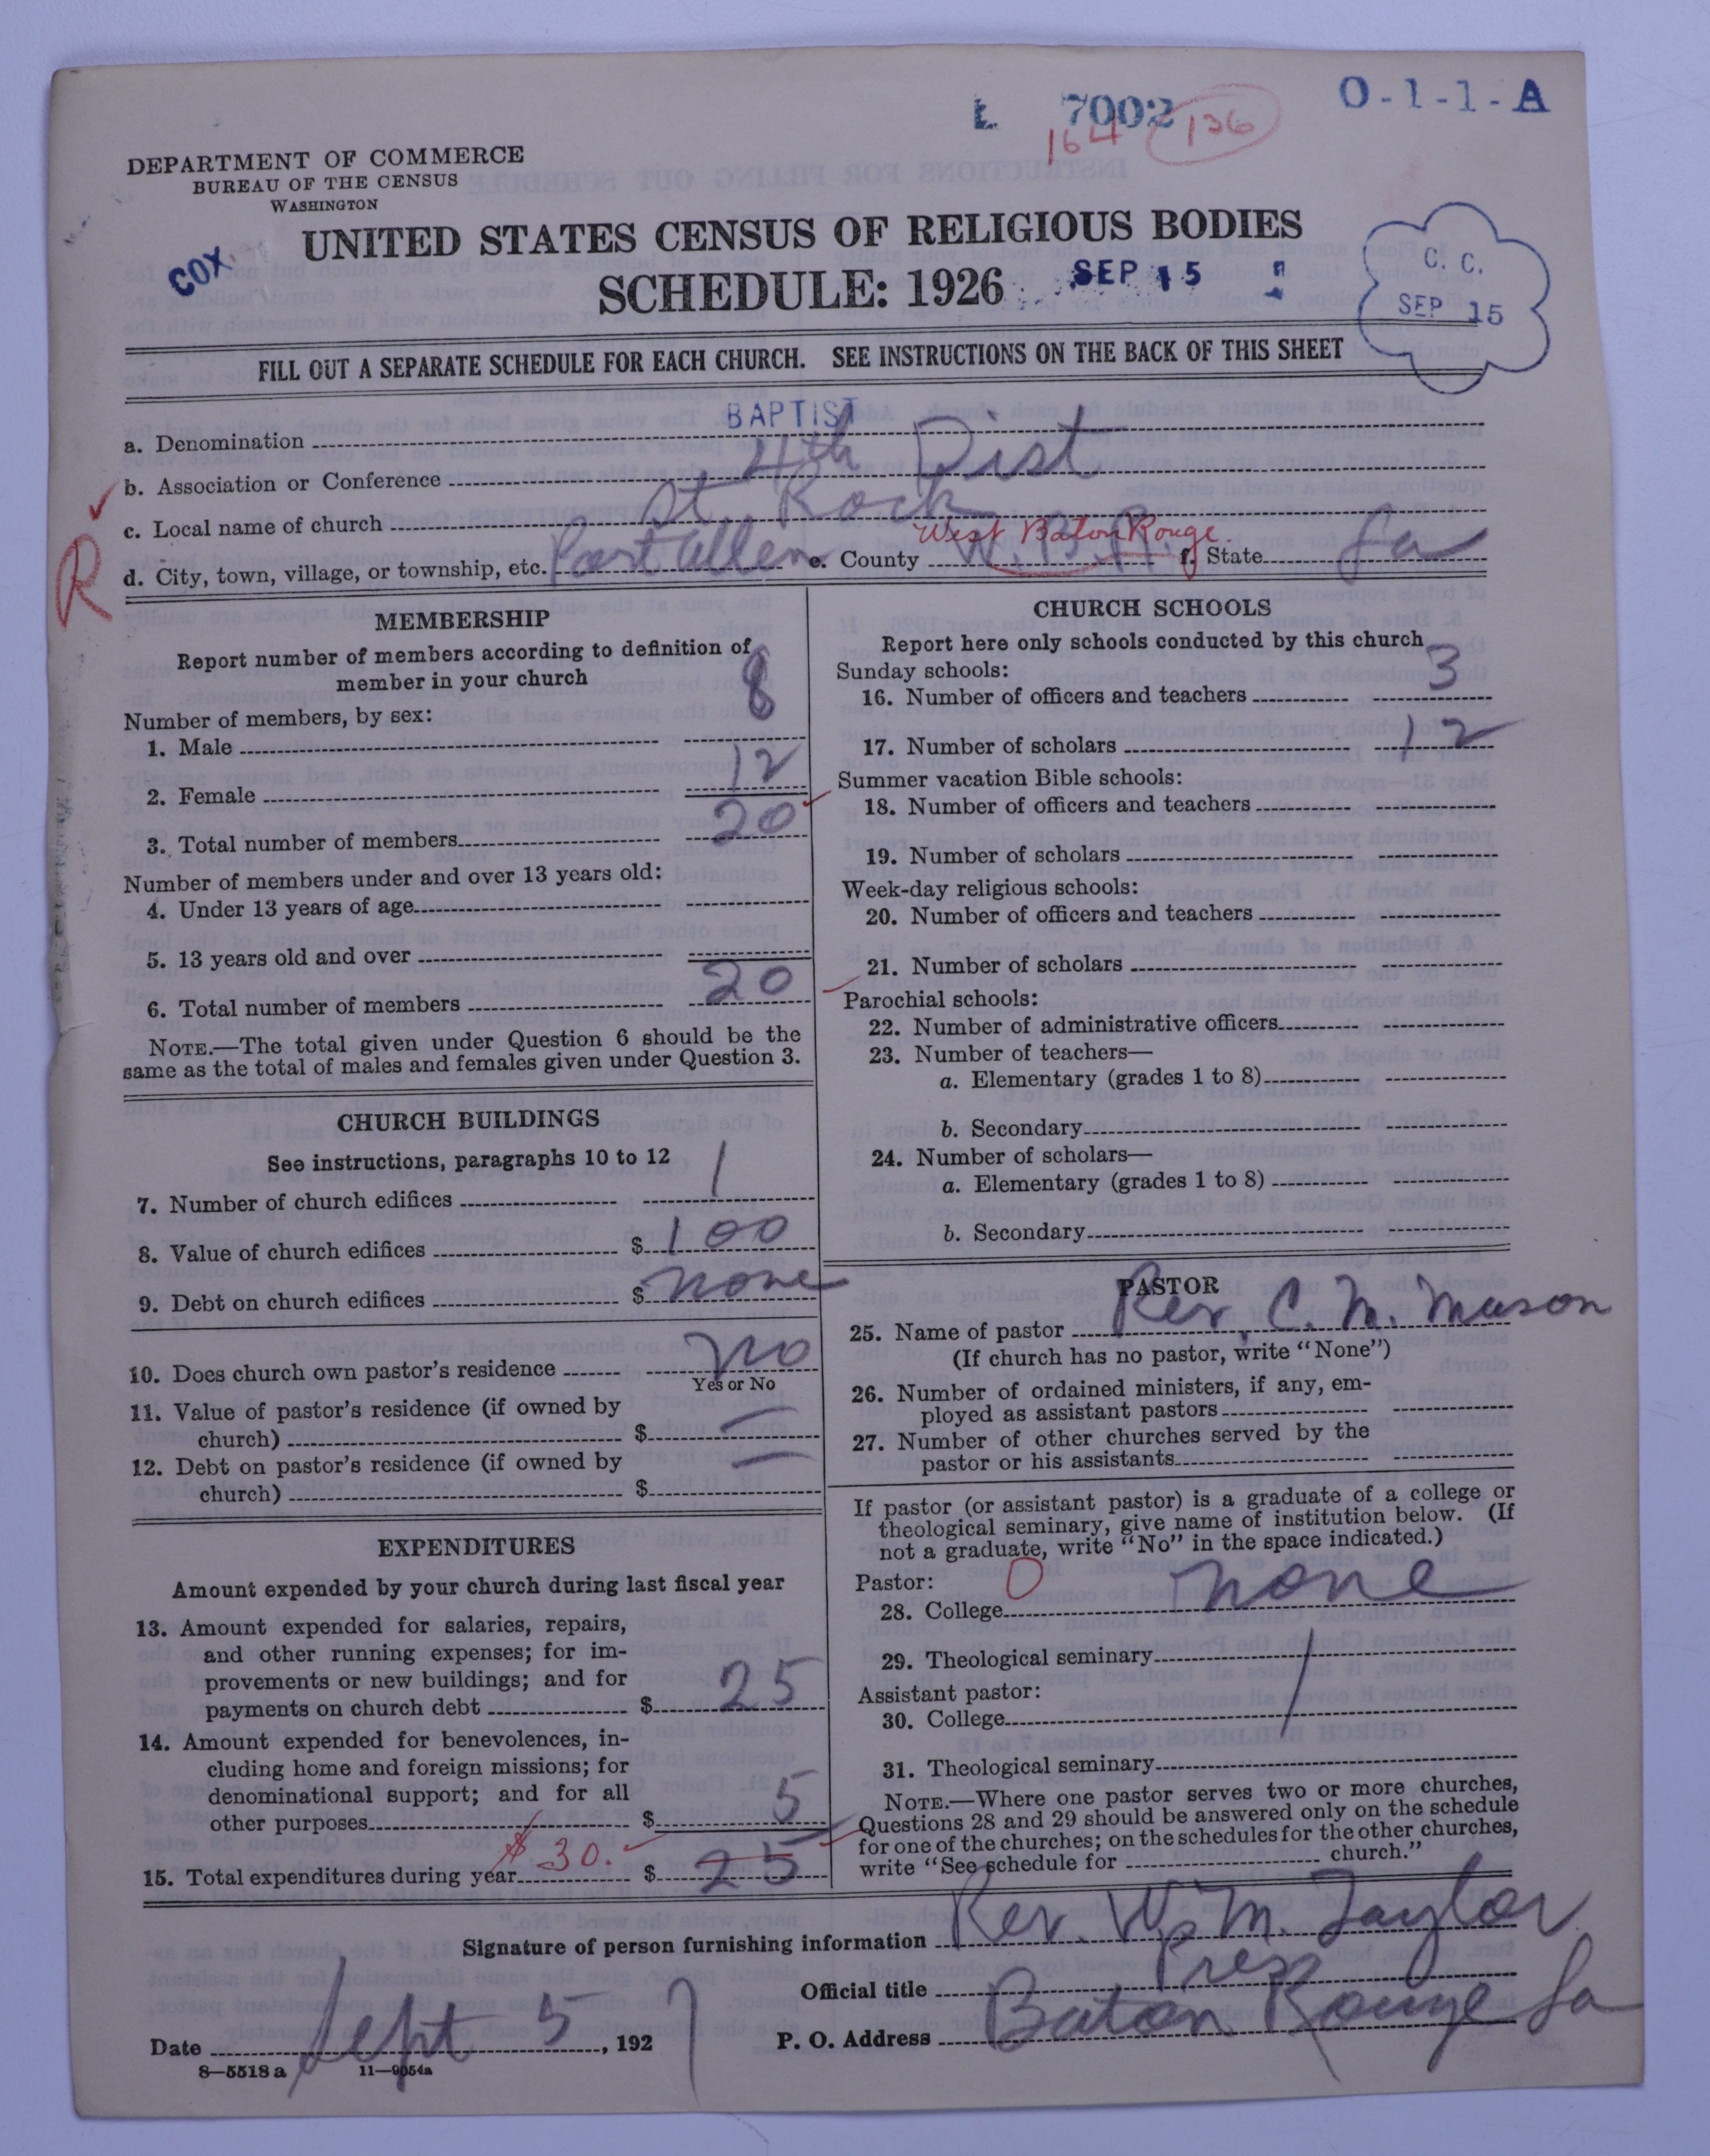 L 7002 O-1-1-A
164 136
DEPARTMENT OF COMMERCE
BUREAU OF THE CENSUS
WASHINGTON
COX.
UNITED STATES CENSUS OF RELIGIOUS BODIES
SCHEDULE: 1926
SEP 15
C. C.
SEP 15
FILL OUT A SEPARATE SCHEDULE FOR EACH CHURCH. SEE INSTRUCTIONS ON THE BACK OF THIS SHEET
a. Denomination BAPTIST
b. Association or Conference 4th Dist
c. Local name of church St. Rock
R
d. City, town, village, or township, etc. Port Allen e. County W. B. R. West Baton Rouge. f. State La
MEMBERSHIP
Report number of members according to definition of
member in your church
Number of members, by sex:
1. Male 8
2. Female 12
3. Total number of members 20
Number of members under and over 13 years old:
4. Under 13 years of age
5. 13 years old and over
6. Total number of members 20
NOTE.—The total given under Question 6 should be the
same as the total of males and females given under Question 3.
CHURCH BUILDINGS
See instructions, paragraphs 10 to 12
7. Number of church edifices 1
8. Value of church edifices $ 100
9. Debt on church edifices $ none
10. Does church own pastor's residence no
Yes or No
11. Value of pastor's residence (if owned by
church) $ —
12. Debt on pastor's residence (if owned by
church) $ —
EXPENDITURES
Amount expended by your church during last fiscal year
13. Amount expended for salaries, repairs,
and other running expenses; for im-
provements or new buildings; and for
payments on church debt $ 25
14. Amount expended for benevolences, in-
cluding home and foreign missions; for
denominational support; and for all
other purposes $ 5
$ 30.
15. Total expenditures during year $ 25
CHURCH SCHOOLS
Report here only schools conducted by this church
Sunday schools:
16. Number of officers and teachers 3
17. Number of scholars 12
Summer vacation Bible schools:
18. Number of officers and teachers
19. Number of scholars
Week-day religious schools:
20. Number of officers and teachers
21. Number of scholars
Parochial schools:
22. Number of administrative officers
23. Number of teachers—
a. Elementary (grades 1 to 8)
b. Secondary
24. Number of scholars—
a. Elementary (grades 1 to 8)
b. Secondary
PASTOR
25. Name of pastor Rev. C. M. Mason
(If church has no pastor, write "None")
26. Number of ordained ministers, if any, em-
ployed as assistant pastors
27. Number of other churches served by the
pastor or his assistants
If pastor (or assistant pastor) is a graduate of a college or
theological seminary, give name of institution below. (If
not a graduate, write "No" in the space indicated.)
Pastor: 0
28. College none
29. Theological seminary
Assistant pastor:
30. College
31. Theological seminary
NOTE.—Where one pastor serves two or more churches,
Questions 28 and 29 should be answered only on the schedule
for one of the churches; on the schedules for the other churches,
write "See schedule for church."
Signature of person furnishing information Rev. Wm. Taylor
Official title Pres
Date Sept 5, 1927 P. O. Address Baton Rouge La
8—5518 a 11—9054a